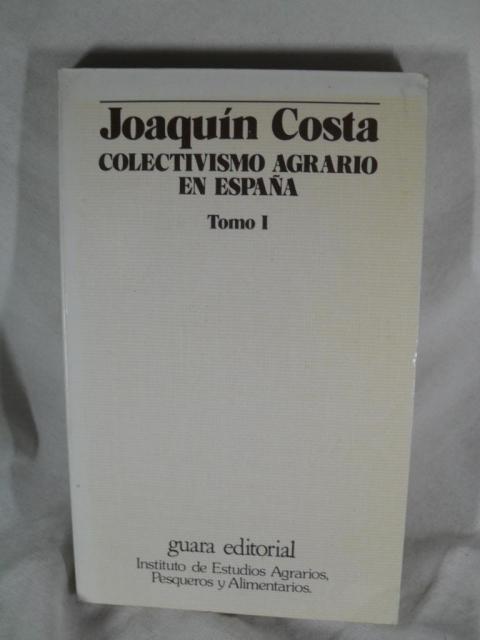 Joaquín Costa
COLECTIVISMO AGRARIO
EN ESPAÑA
Tomo I
guara editorial
Instituto de Estudios Agrarios,
Pesqueros y Alimentarios.